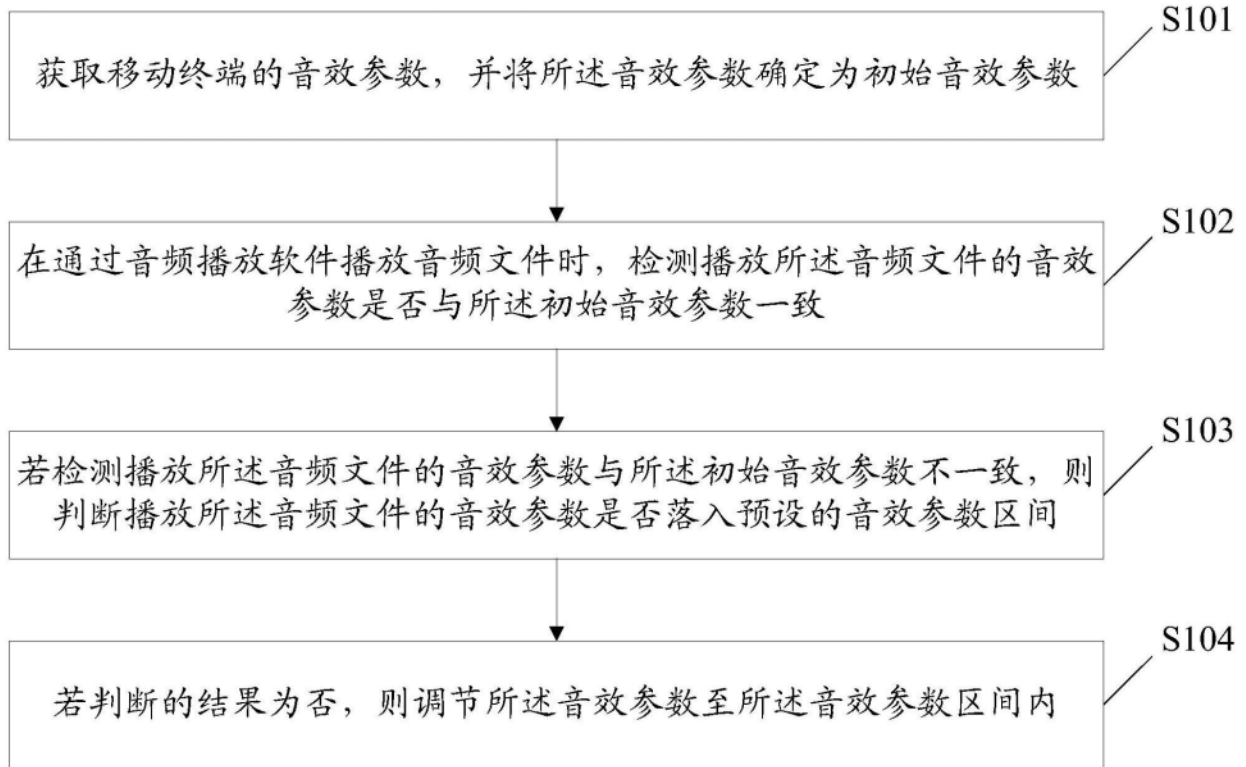 S101
获取移动终端的音效参数，并将所述音效参数确定为初始音效参数
S102
在通过音频播放软件播放音频文件时，检测播放所述音频文件的音效
参数是否与所述初始音效参数一致
S103
若检测播放所述音频文件的音效参数与所述初始音效参数不一致，则
判断播放所述音频文件的音效参数是否落入预设的音效参数区间
S104
若判断的结果为否，则调节所述音效参数至所述音效参数区间内